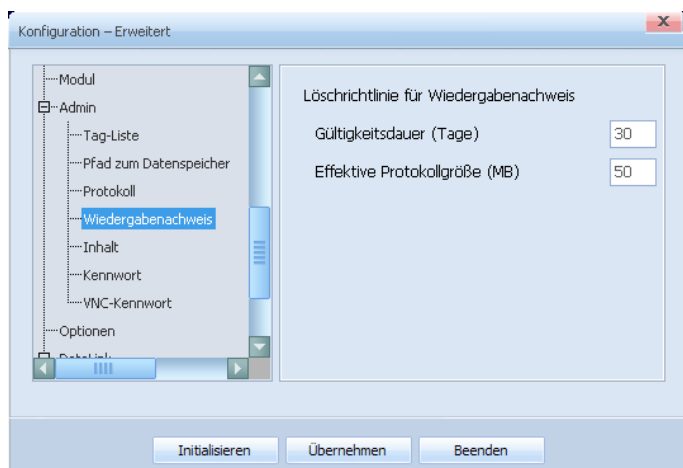 Konfiguration – Erweitert
X
Modul
Admin
Tag-Liste
Pfad zum Datenspeicher
Protokoll
Wiedergabenachweis
Inhalt
Kennwort
VNC-Kennwort
Optionen
DataLink
Löschrichtlinie für Wiedergabenachweis
Gültigkeitsdauer (Tage) 30
Effektive Protokollgröße (MB) 50
Initialisieren Übernehmen Beenden